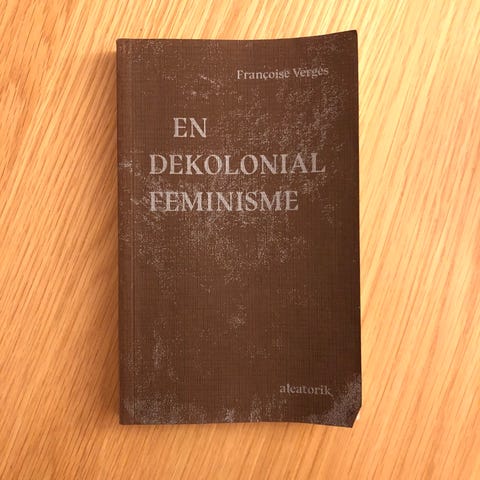 Françoise Vergès
EN
DEKOLONIAL
FEMINISME
aleatorik